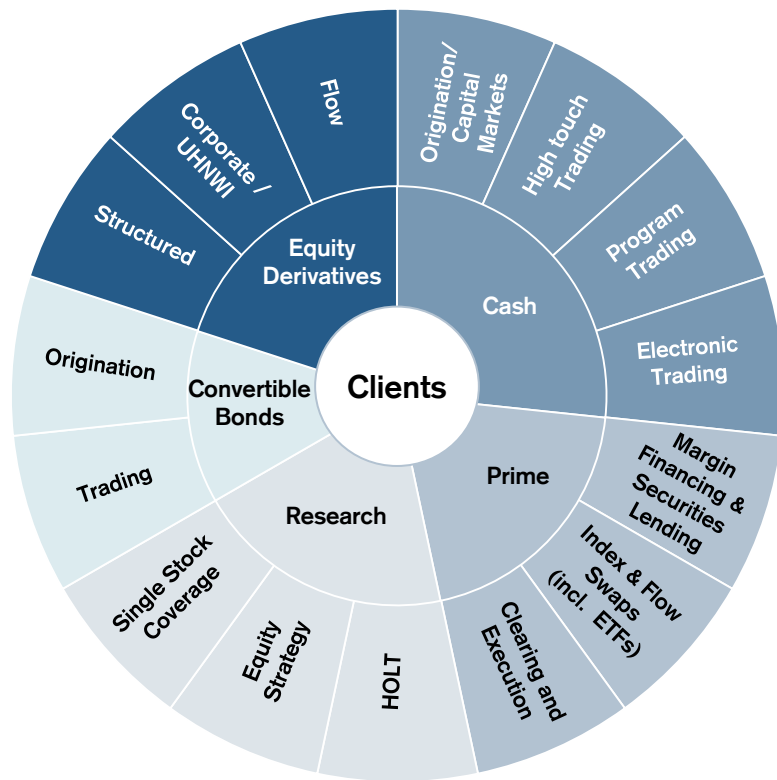 Clients
Equity
Derivatives
Flow
Corporate /
UHNWI
Structured
Cash
Origination/
Capital
Markets
High touch
Trading
Program
Trading
Electronic
Trading
Prime
Margin
Financing &
Securities
Lending
Index & Flow
Swaps
(incl. ETFs)
Clearing and
Execution
Research
HOLT
Equity
Strategy
Single Stock
Coverage
Convertible
Bonds
Trading
Origination